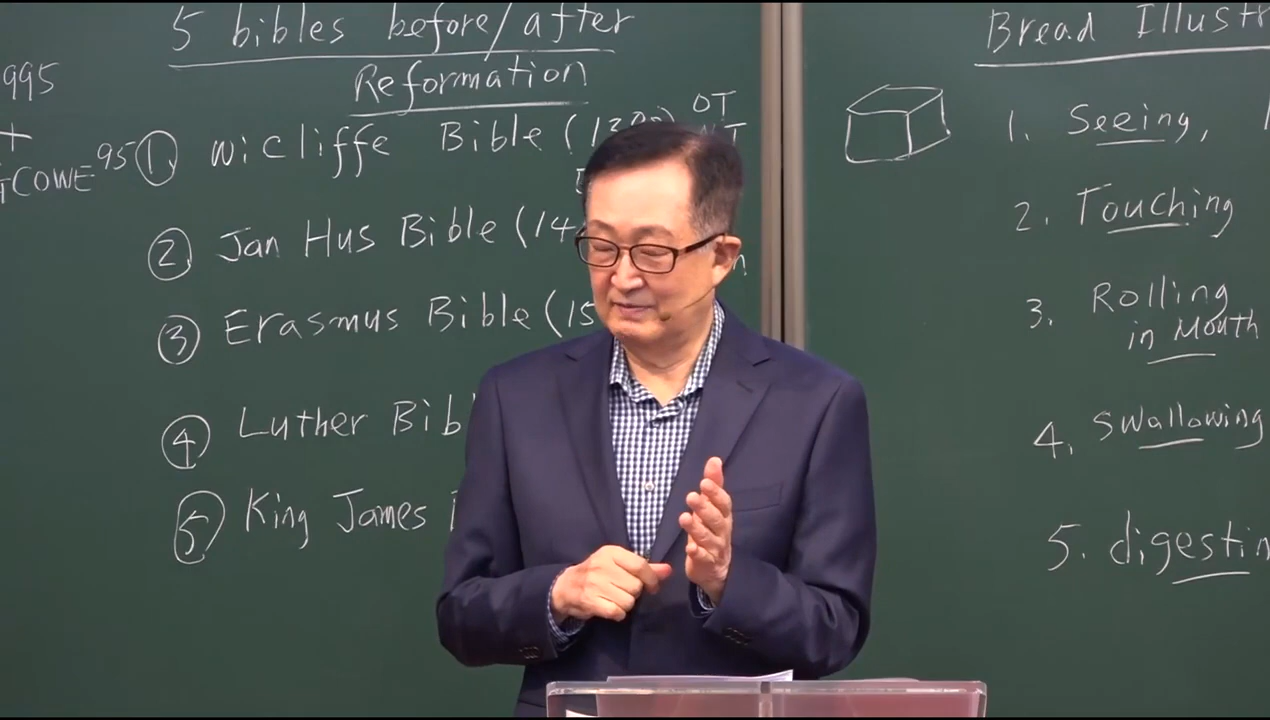 5 bibles before/after
Reformation
995
+
COWE 95
① Wicliffe Bible (13
OT
② Jan Hus Bible (14
③ Erasmus Bible (15
④ Luther Bib
⑤ King James
Bread Illustr
1. Seeing,
2. Touching
3. Rolling
in Mouth
4. Swallowing
5. digestin